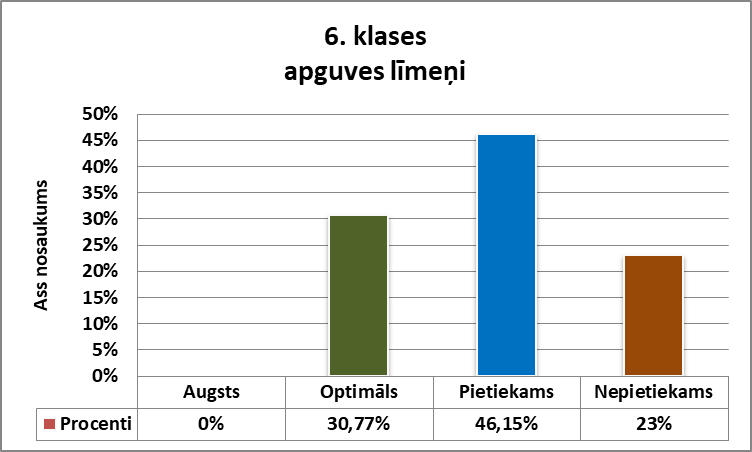 6. klases
apguves līmeņi
Ass nosaukums
50%
45%
40%
35%
30%
25%
20%
15%
10%
5%
0%
Augsts Optimāls Pietiekams Nepietiekams
Procenti 0% 30,77% 46,15% 23%